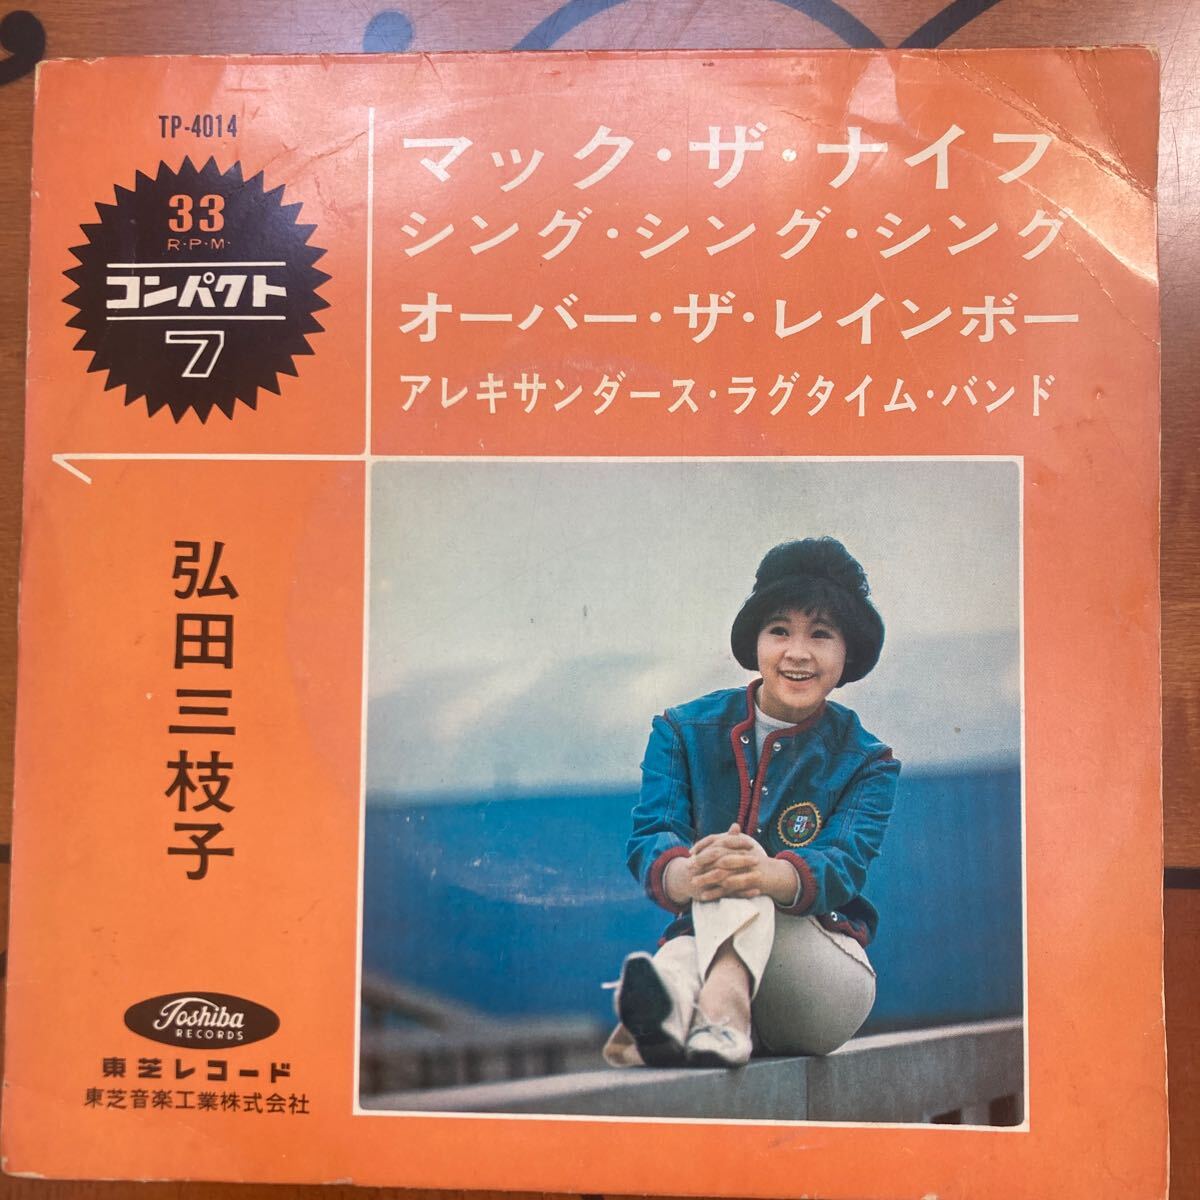 TP-4014
33
R・P・M・
コンパクト
7
マック・ザ・ナイフ
シング・シング・シング
オーバー・ザ・レインボー
アレキサンダース・ラグタイム・バンド
弘田三枝子
Toshiba
RECORDS
東芝レコード
東芝音楽工業株式会社